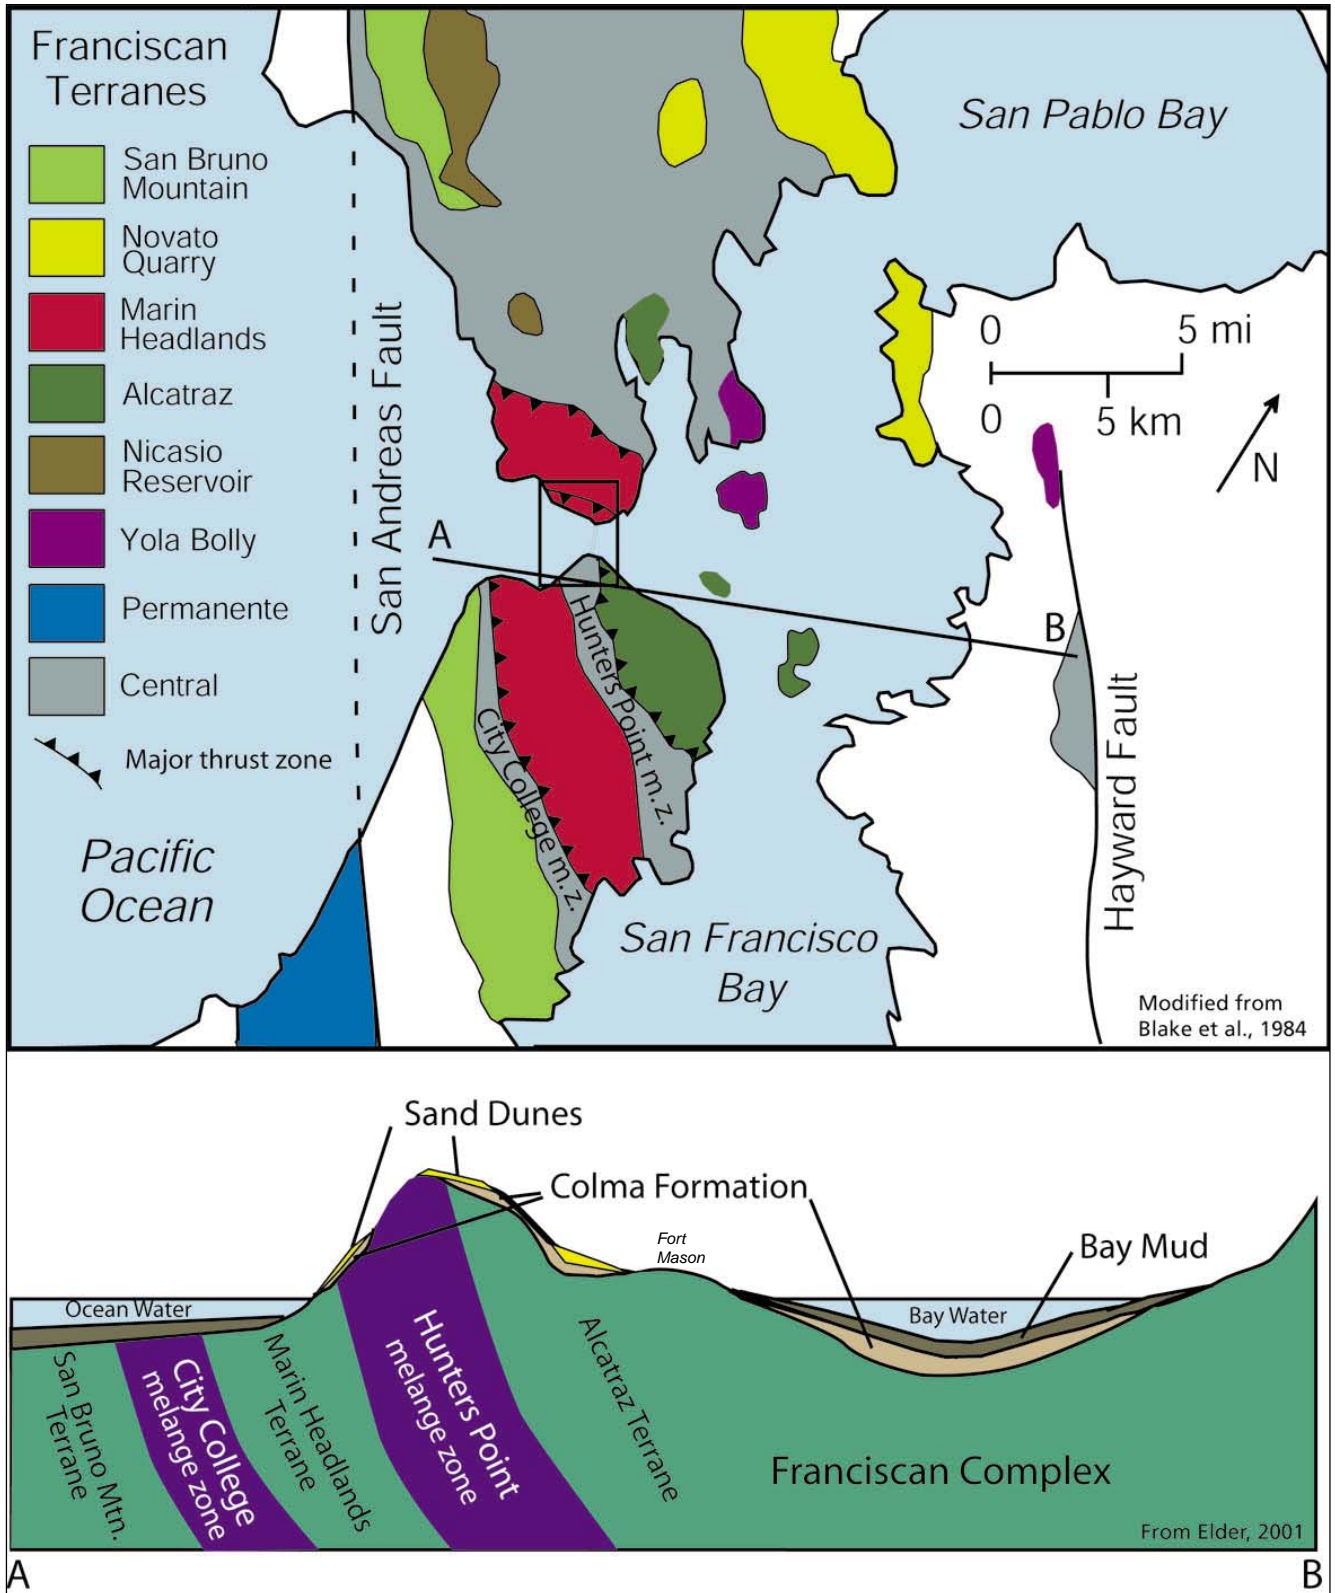 Franciscan
Terranes
San Bruno
Mountain
Novato
Quarry
Marin
Headlands
Alcatraz
Nicasio
Reservoir
Yola Bolly
Permanente
Central
Major thrust zone
Pacific
Ocean
San Andreas Fault
San Pablo Bay
0
5 mi
0
5 km
N
A
B
Hunters Point m. z.
City College m. z.
Hayward Fault
San Francisco
Bay
Modified from
Blake et al., 1984
Sand Dunes
Colma Formation
Fort
Mason
Bay Mud
Ocean Water
Bay Water
San Bruno Mtn.
Terrane
City College
melange zone
Marin Headlands
Terrane
Hunters Point
melange zone
Alcatraz Terrane
Franciscan Complex
From Elder, 2001
A
B